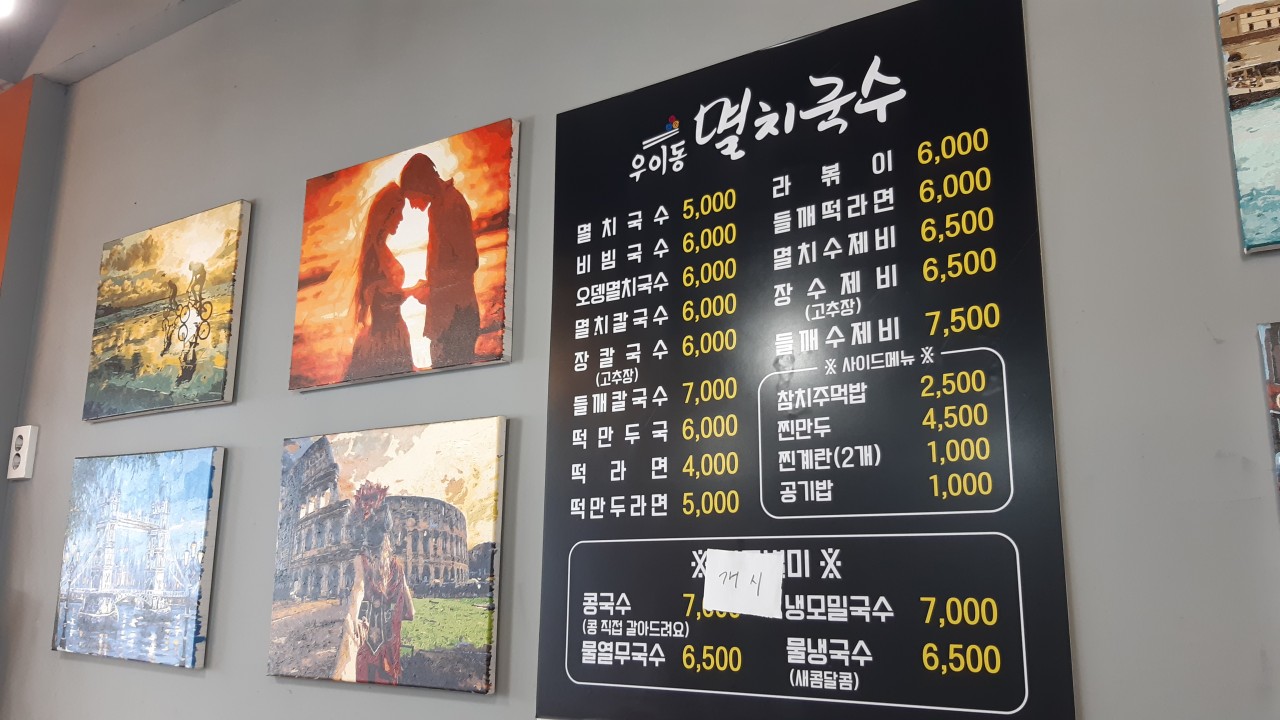 우이동 멸치국수
멸치국수 5,000
비빔국수 6,000
오뎅멸치국수 6,000
멸치칼국수 6,000
장칼국수 6,000
(고추장)
들깨칼국수 7,000
떡만두국 6,000
떡라면 4,000
떡만두라면 5,000
라볶이 6,000
들깨떡라면 6,000
멸치수제비 6,500
장수제비 6,500
(고추장)
들깨수제비 7,500
※ 사이드메뉴 ※
참치주먹밥 2,500
찐만두 4,500
찐계란(2개) 1,000
공기밥 1,000
※ 미 ※
개시
콩국수
(콩 직접 갈아드려요)
물열무국수 6,500
냉모밀국수 7,000
물냉국수 6,500
(새콤달콤)